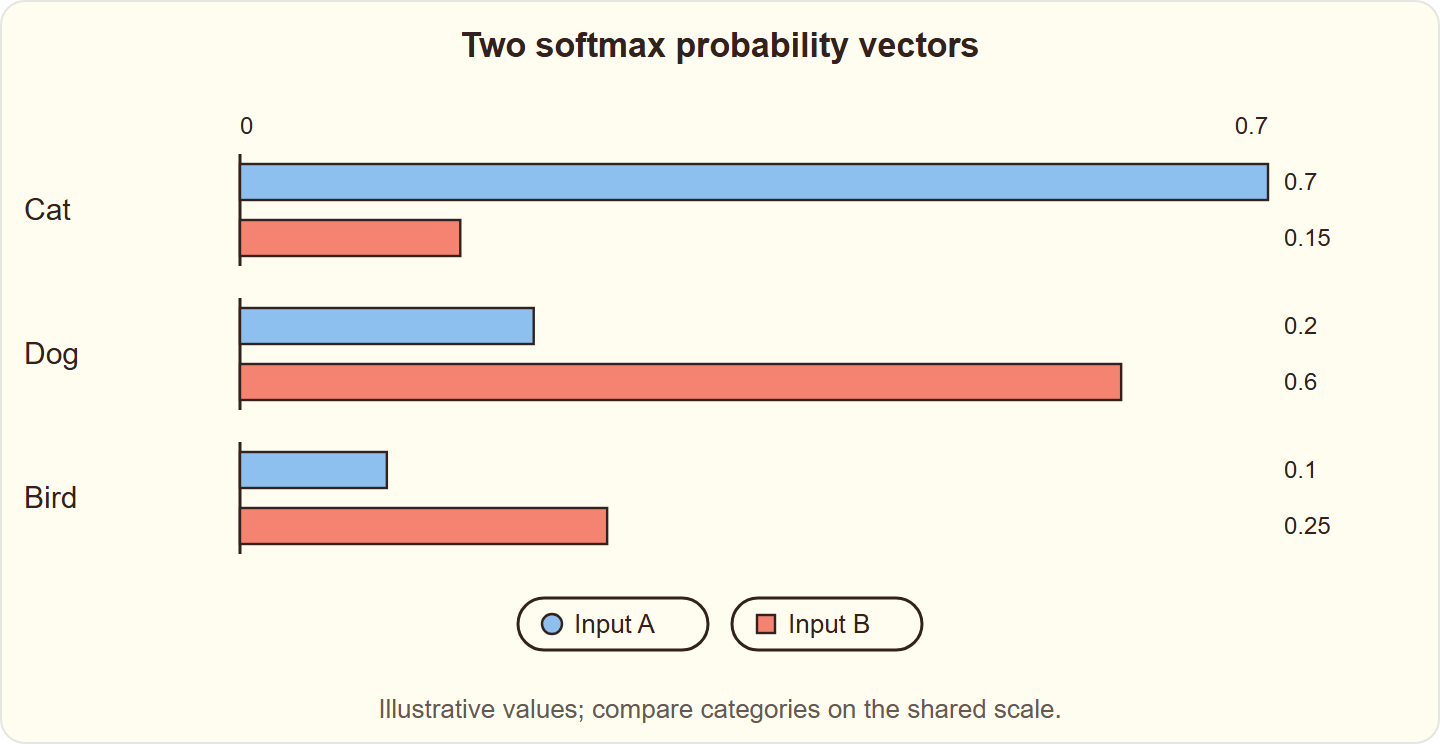 Two softmax probability vectors
0 0.7
Cat
0.7
0.15
Dog
0.2
0.6
Bird
0.1
0.25
Input A Input B
Illustrative values; compare categories on the shared scale.